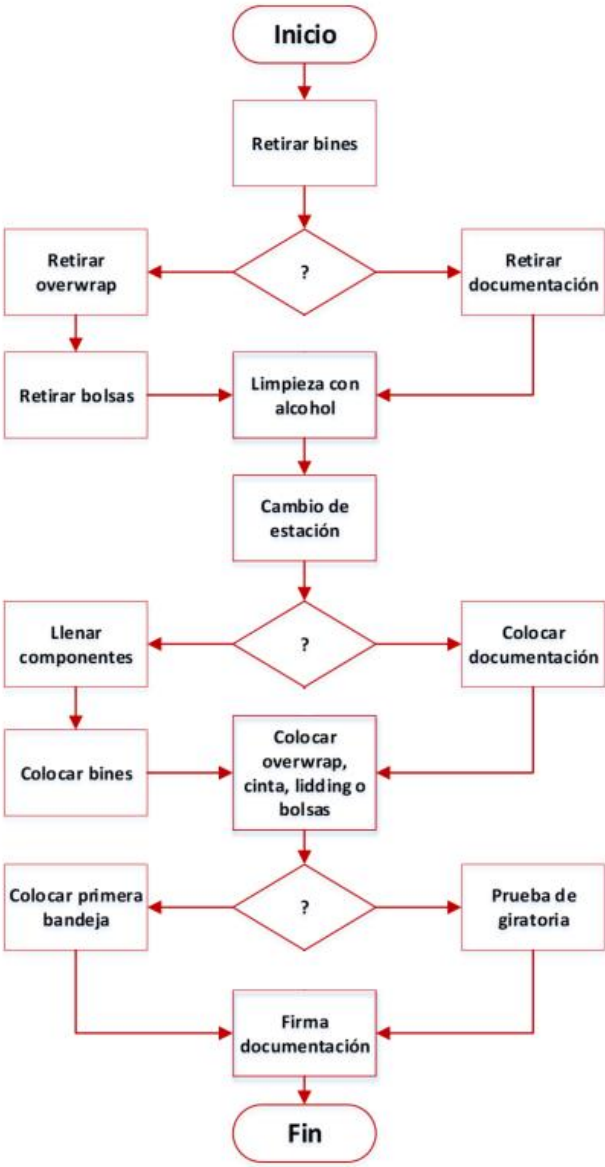 Inicio
Retirar bines
Retirar
overwrap
?
Retirar
documentación
Retirar bolsas
Limpieza con
alcohol
Cambio de
estación
Llenar
componentes
?
Colocar
documentación
Colocar bines
Colocar
overwrap,
cinta, lidding o
bolsas
Colocar primera
bandeja
?
Prueba de
giratoria
Firma
documentación
Fin